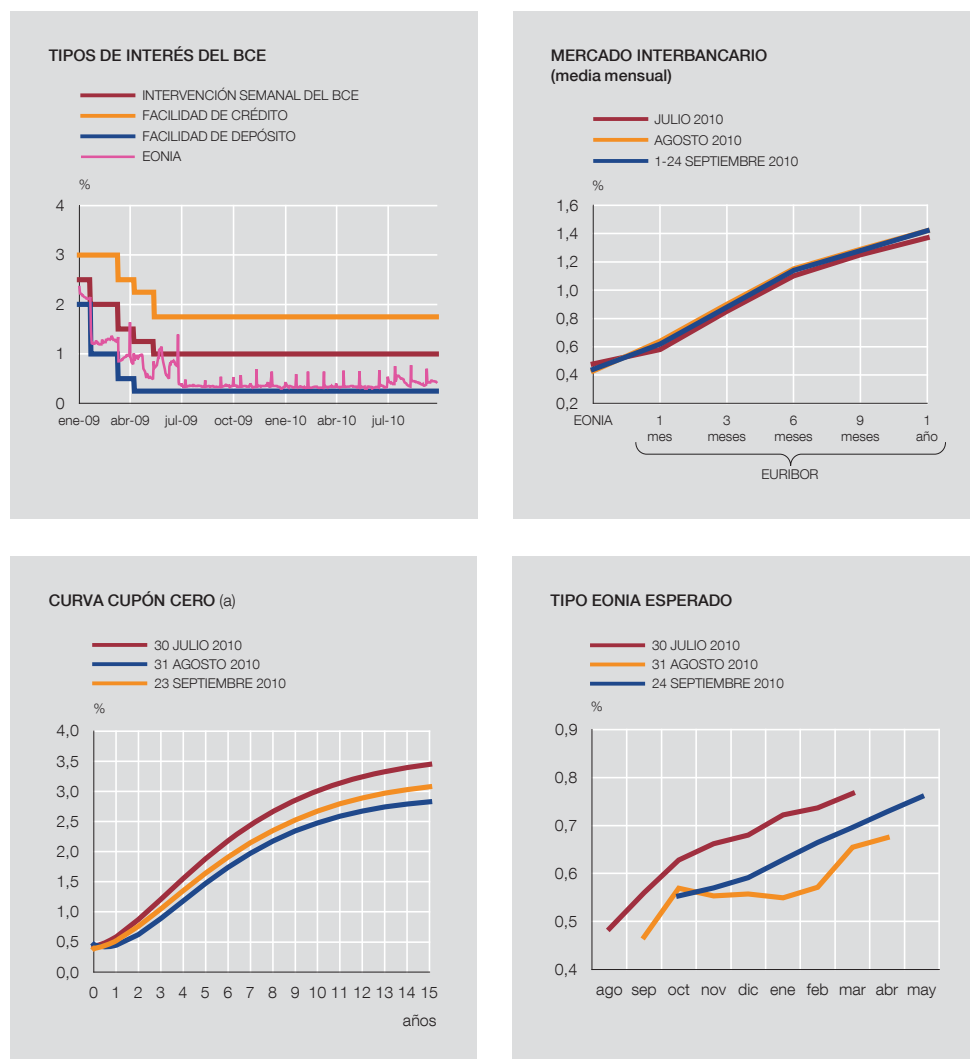 TIPOS DE INTERÉS DEL BCE
INTERVENCIÓN SEMANAL DEL BCE
FACILIDAD DE CRÉDITO
FACILIDAD DE DEPÓSITO
EONIA
%
4
3
2
1
0
ene-09 abr-09 jul-09 oct-09 ene-10 abr-10 jul-10
MERCADO INTERBANCARIO
(media mensual)
JULIO 2010
AGOSTO 2010
1-24 SEPTIEMBRE 2010
%
1,6
1,4
1,2
1,0
0,8
0,6
0,4
0,2
EONIA 1 3 6 9 1
mes meses meses meses año
EURIBOR
CURVA CUPÓN CERO (a)
30 JULIO 2010
31 AGOSTO 2010
23 SEPTIEMBRE 2010
%
4,0
3,5
3,0
2,5
2,0
1,5
1,0
0,5
0,0
0 1 2 3 4 5 6 7 8 9 10 11 12 13 14 15
años
TIPO EONIA ESPERADO
30 JULIO 2010
31 AGOSTO 2010
24 SEPTIEMBRE 2010
%
0,9
0,8
0,7
0,6
0,5
0,4
ago sep oct nov dic ene feb mar abr may